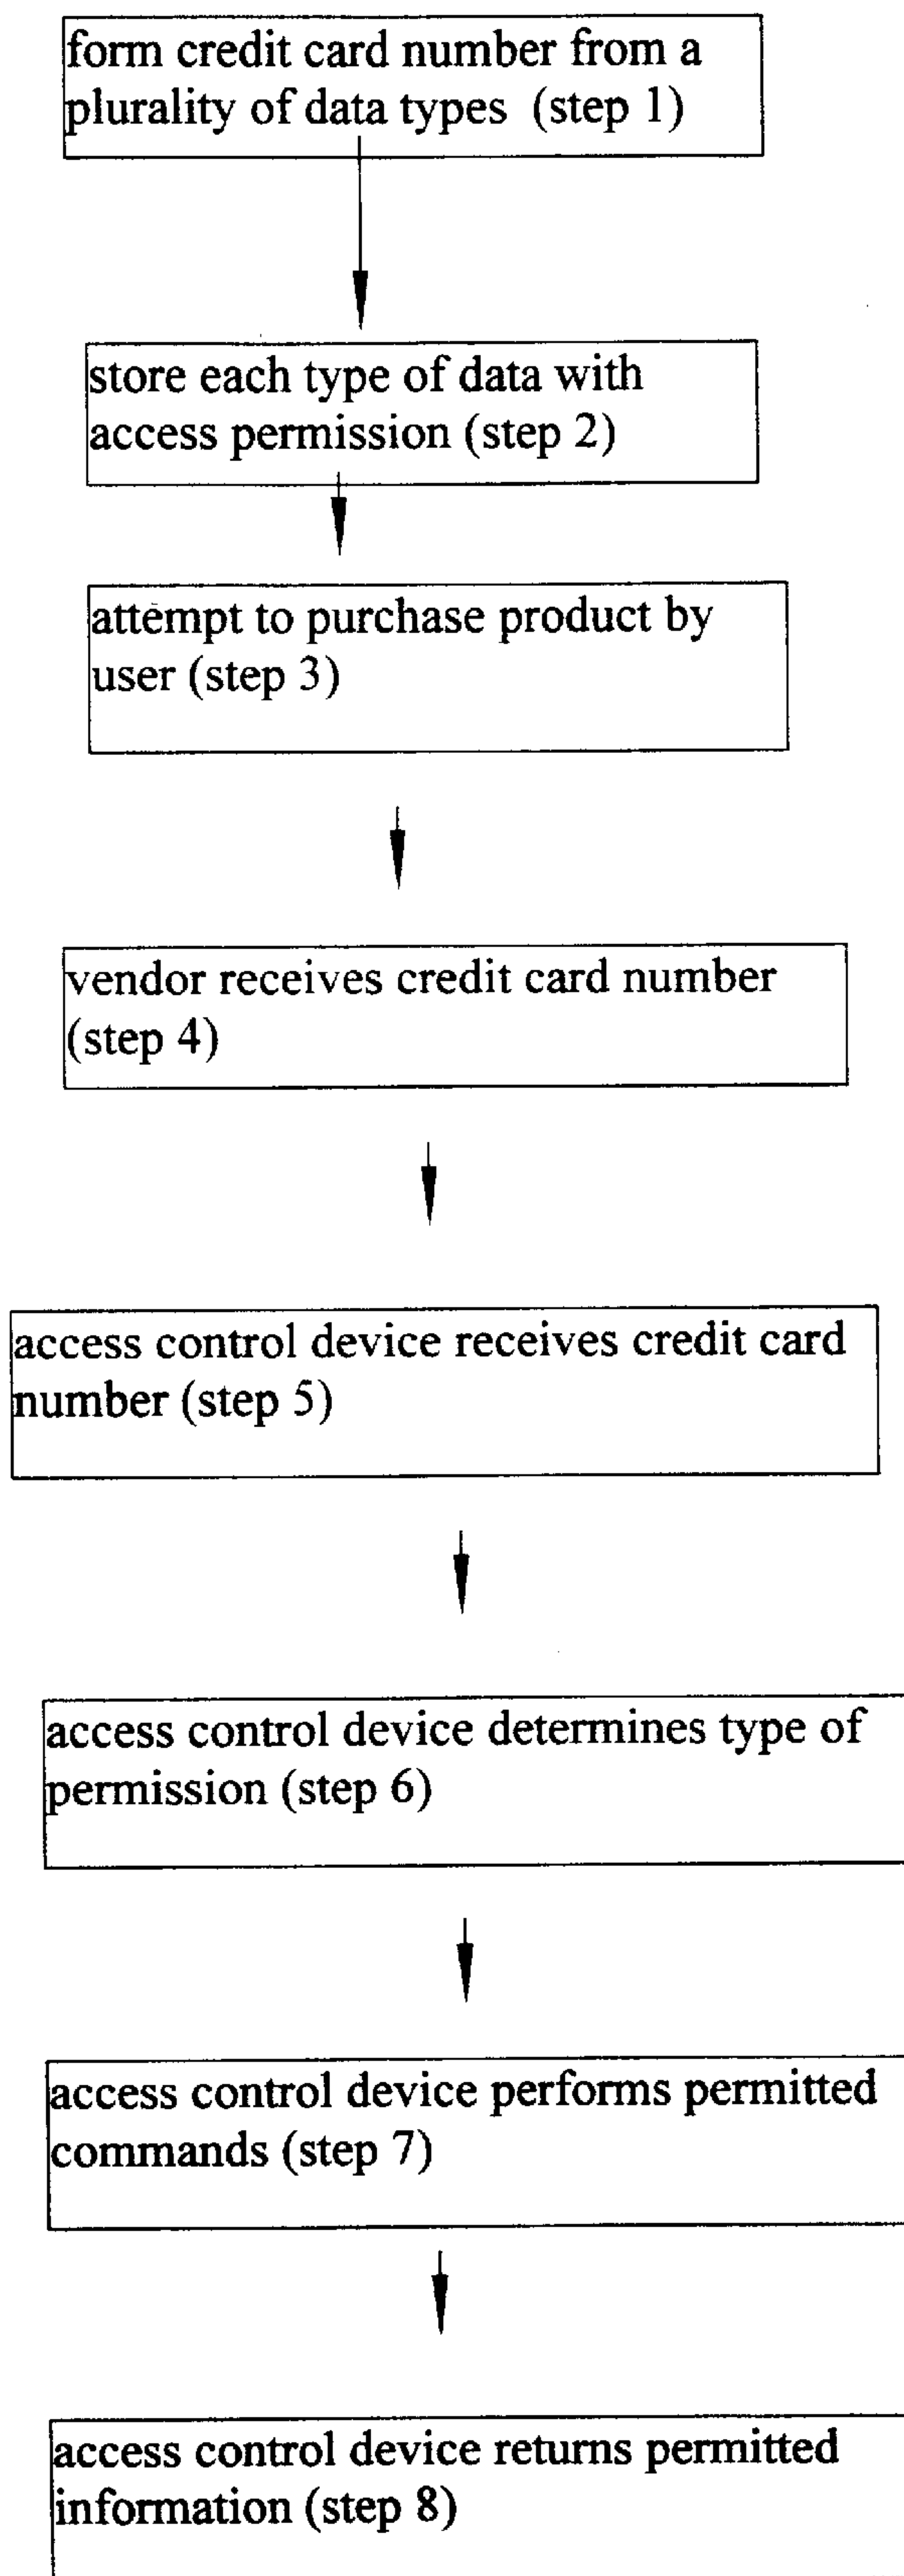 form credit card number from a
plurality of data types (step 1)
store each type of data with
access permission (step 2)
attempt to purchase product by
user (step 3)
vendor receives credit card number
(step 4)
access control device receives credit card
number (step 5)
access control device determines type of
permission (step 6)
access control device performs permitted
commands (step 7)
access control device returns permitted
information (step 8)